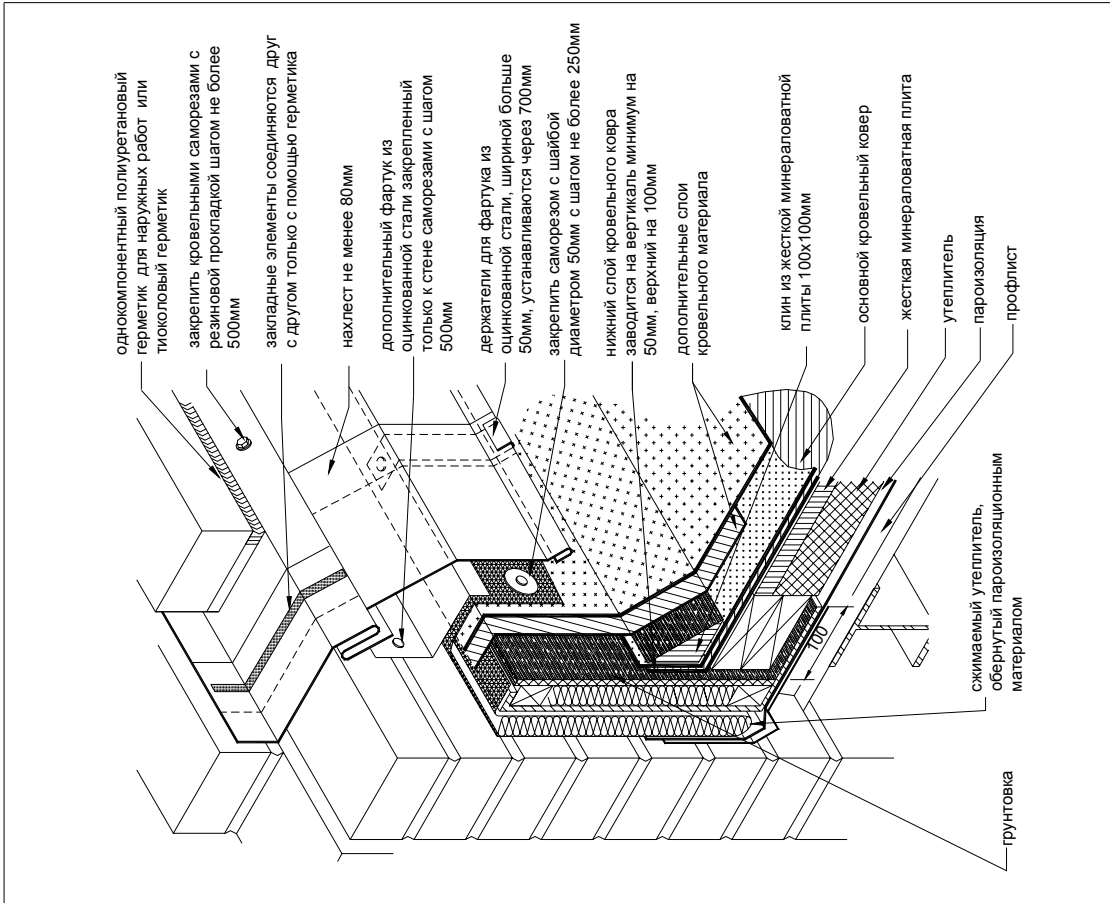 однокомпонентный полиуретановый
герметик для наружных работ или
тиоколовый герметик
закрепить кровельными саморезами с
резиновой прокладкой шагом не более
500мм
закладные элементы соединяются друг
с другом только с помощью герметика
нахлест не менее 80мм
дополнительный фартук из
оцинкованной стали закрепленный
только к стене саморезами с шагом
500мм
держатели для фартука из
оцинкованной стали, шириной больше
50мм, устанавливаются через 700мм
закрепить саморезом с шайбой
диаметром 50мм с шагом не более 250мм
нижний слой кровельного ковра
заводится на вертикаль минимум на
50мм, верхний на 100мм
дополнительные слои
кровельного материала
клин из жесткой минераловатной
плиты 100х100мм
основной кровельный ковер
жесткая минераловатная плита
утеплитель
пароизоляция
профлист
100
сжимаемый утеплитель,
обернутый пароизоляционным
материалом
грунтовка